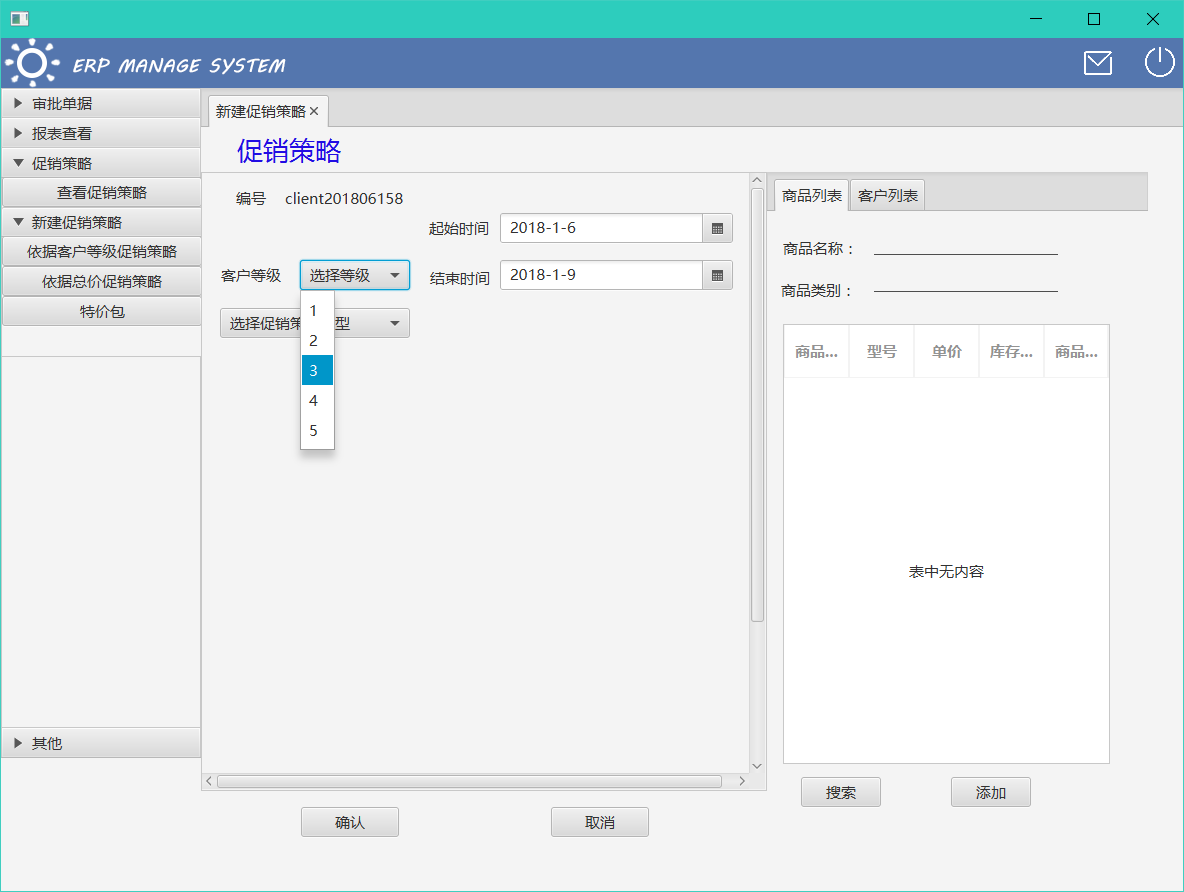 ERP MANAGE SYSTEM
审批单据
报表查看
促销策略
查看促销策略
新建促销策略
依据客户等级促销策略
依据总价促销策略
特价包
其他
新建促销策略
促销策略
编号 client201806158
起始时间 2018-1-6
客户等级 选择等级 结束时间 2018-1-9
选择促销策 型
1
2
3
4
5
确认 取消
商品列表 客户列表
商品名称：
商品类别：
商品... 型号 单价 库存... 商品...
表中无内容
搜索 添加